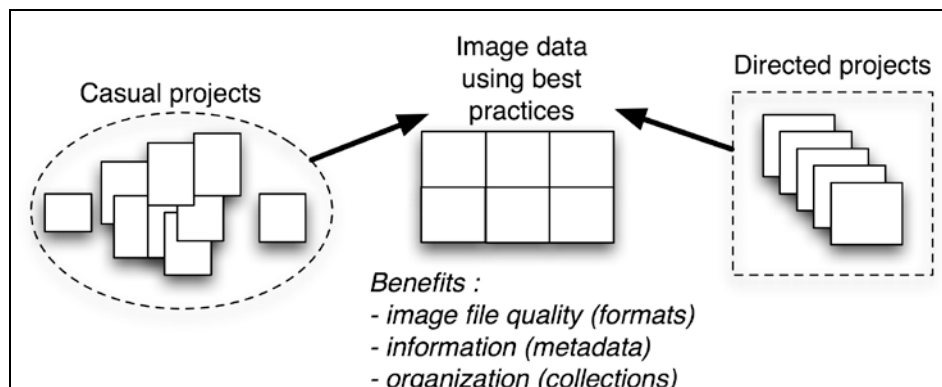 Casual projects
Image data
using best
practices
Directed projects
Benefits :
- image file quality (formats)
- information (metadata)
- organization (collections)